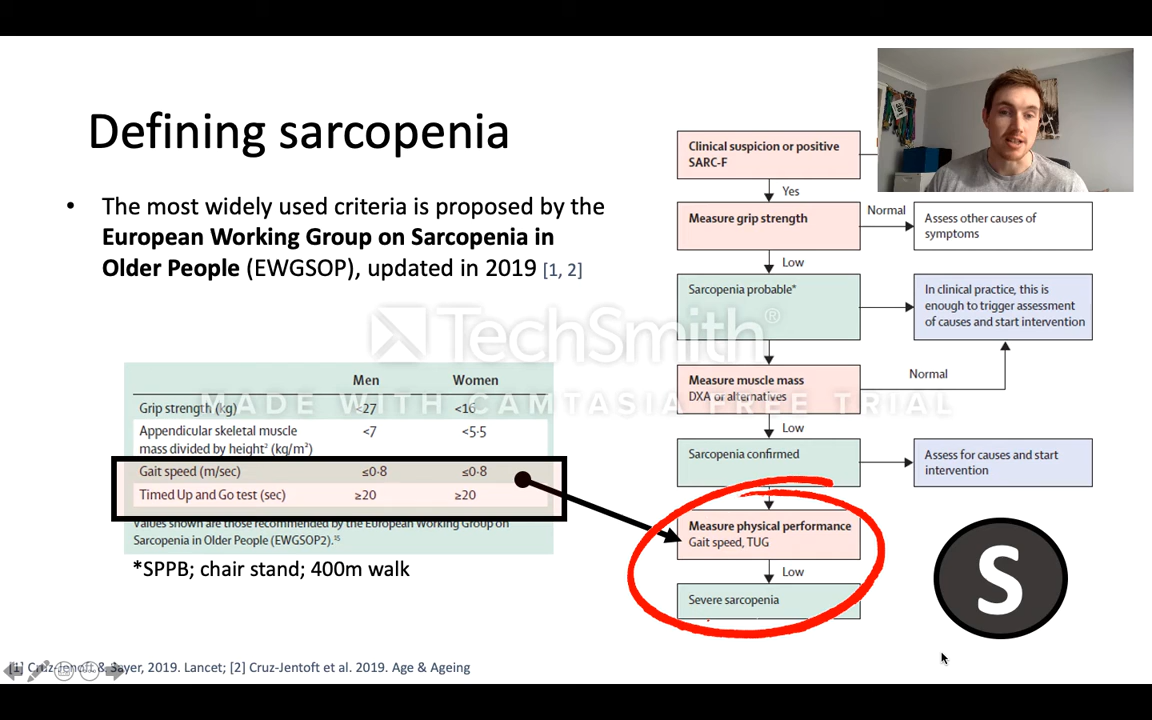 Defining sarcopenia
• The most widely used criteria is proposed by the
European Working Group on Sarcopenia in
Older People (EWGSOP), updated in 2019 [1, 2]
Men Women
Grip strength (kg) <27 <16
Appendicular skeletal muscle
mass divided by height² (kg/m²) <7 <5·5
Gait speed (m/sec) ≤0·8 ≤0·8
Timed Up and Go test (sec) ≥20 ≥20
Values shown are those recommended by the European Working Group on
Sarcopenia in Older People (EWGSOP2).¹⁵
*SPPB; chair stand; 400m walk
Clinical suspicion or positive
SARC-F
Yes
Measure grip strength
Normal
Assess other causes of
symptoms
Low
Sarcopenia probable*
In clinical practice, this is
enough to trigger assessment
of causes and start intervention
Measure muscle mass
DXA or alternatives
Normal
Low
Sarcopenia confirmed
Assess for causes and start
intervention
Measure physical performance
Gait speed, TUG
Low
Severe sarcopenia
S
[1] Cruz-Jentoft & Sayer, 2019. Lancet; [2] Cruz-Jentoft et al. 2019. Age & Ageing
TechSmith®
MADE WITH CAMTASIA FREE TRIAL